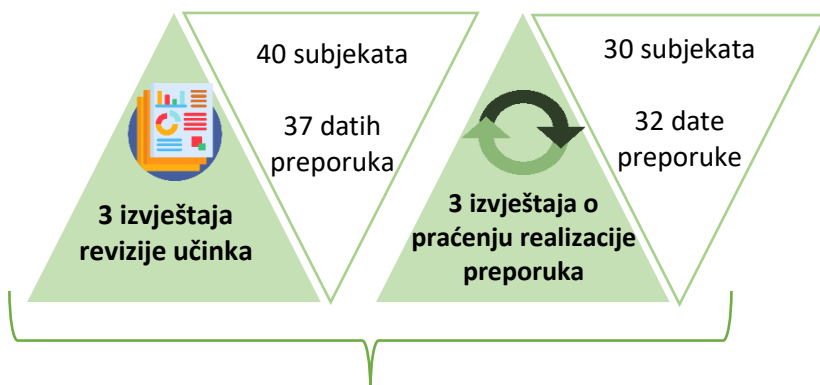 3 izvještaja
revizije učinka
40 subjekata
37 datih
preporuka
3 izvještaja o
praćenju realizacije
preporuka
30 subjekata
32 date
preporuke